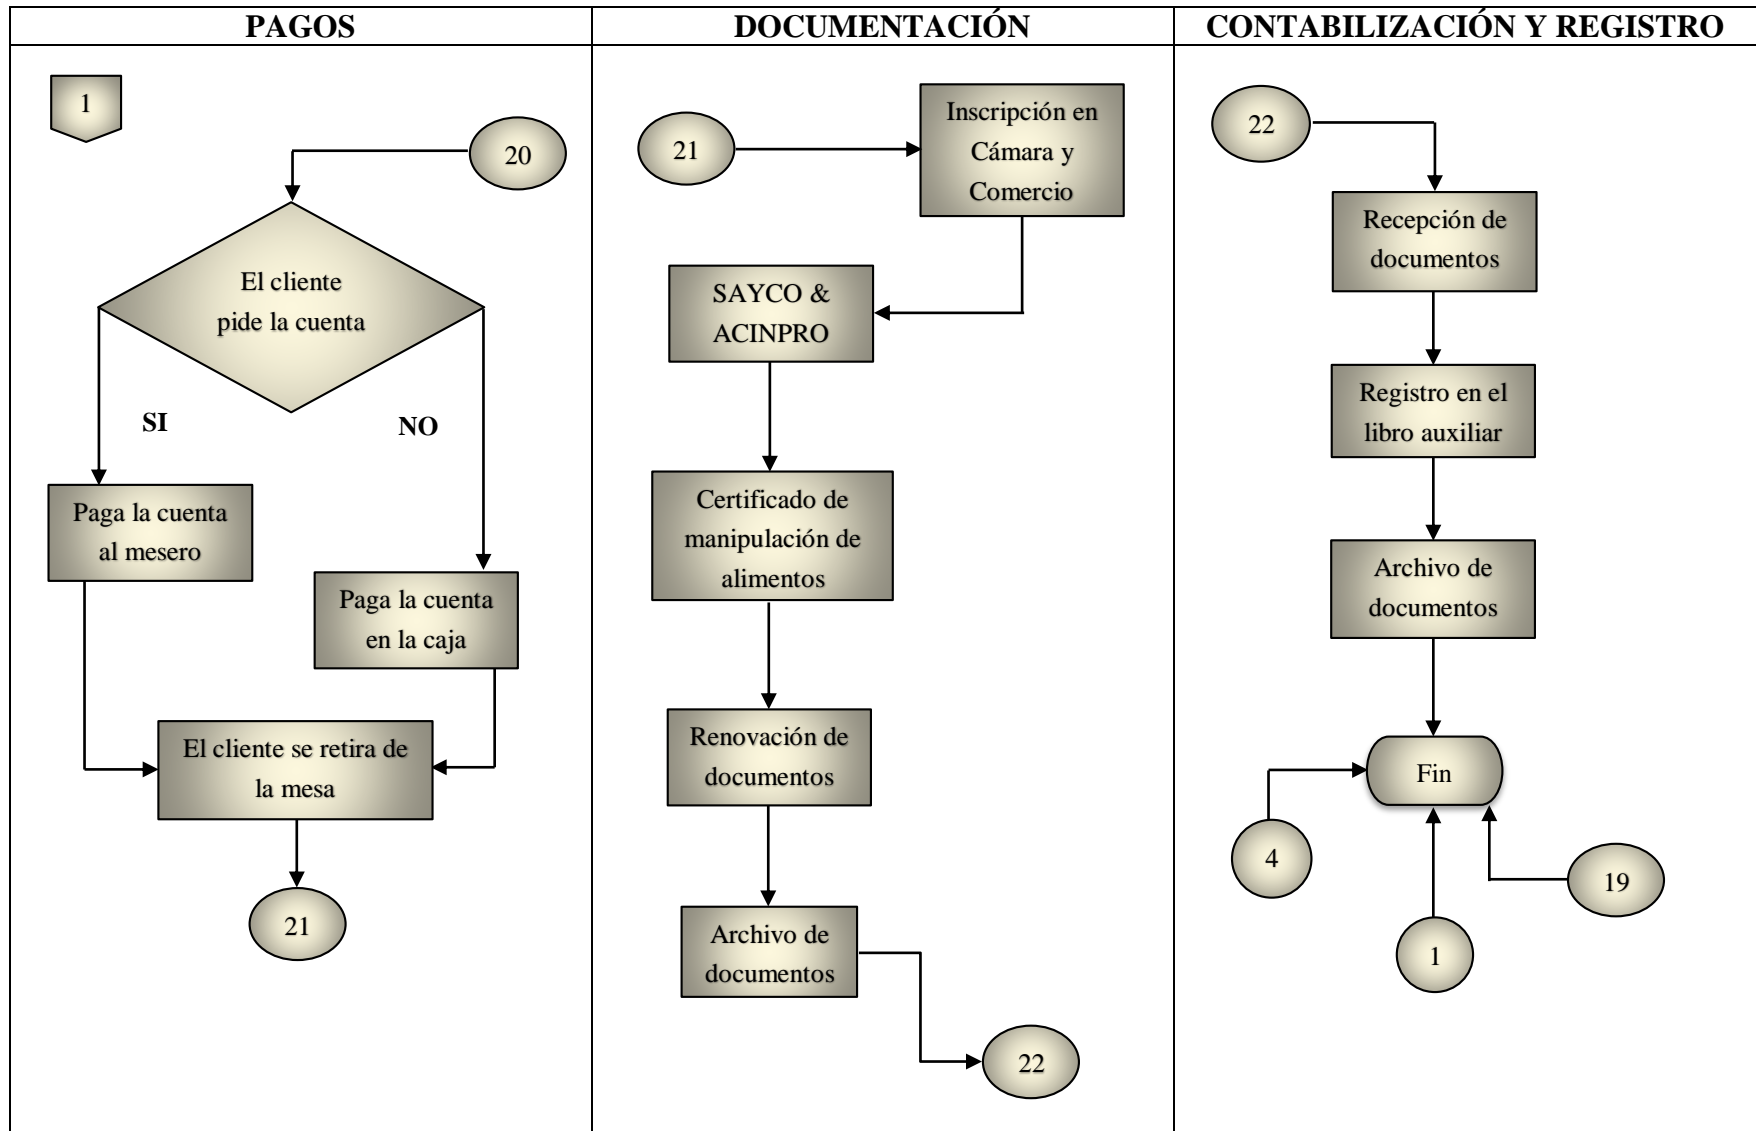 PAGOS
1
20
El cliente
pide la cuenta
SI
NO
Paga la cuenta
al mesero
Paga la cuenta
en la caja
El cliente se retira de
la mesa
21
DOCUMENTACIÓN
21
Inscripción en
Cámara y
Comercio
SAYCO &
ACINPRO
Certificado de
manipulación de
alimentos
Renovación de
documentos
Archivo de
documentos
22
CONTABILIZACIÓN Y REGISTRO
22
Recepción de
documentos
Registro en el
libro auxiliar
Archivo de
documentos
Fin
4
19
1